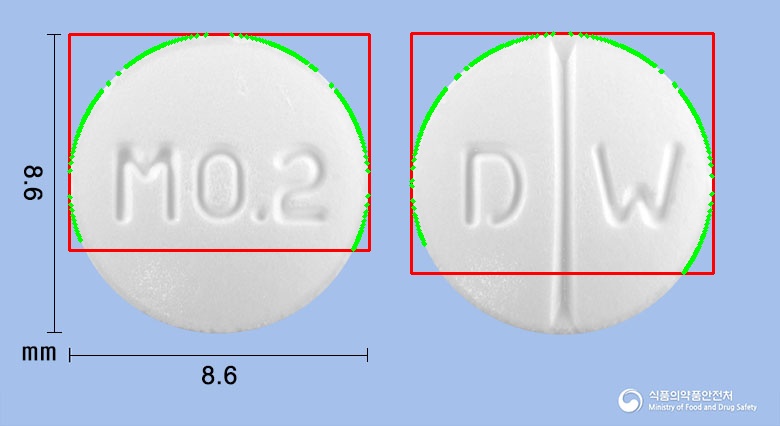 MO.2
D W
8.6
mm
8.6
식품의약품안전처
Ministry of Food and Drug Safety